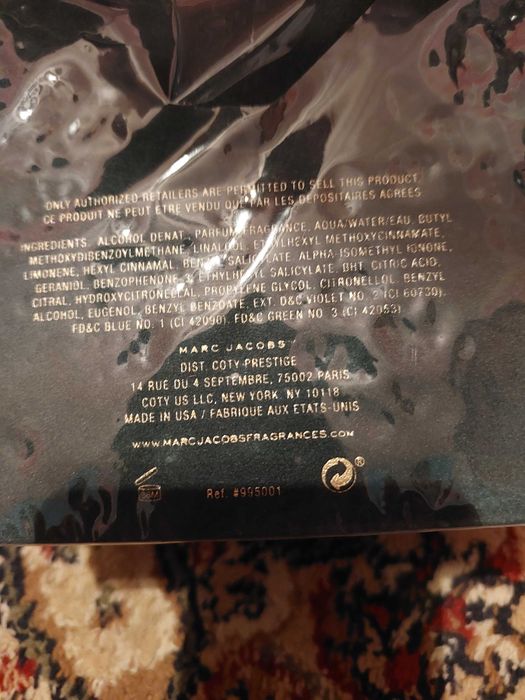 ONLY AUTHORIZED RETAILERS ARE PERMITTED TO SELL THIS PRODUCT.
CE PRODUIT NE PEUT ÊTRE VENDU QUE PAR LES DEPOSITAIRES AGREES
INGREDIENTS: ALCOHOL DENAT., PARFUM/FRAGRANCE, AQUA/WATER/EAU, BUTYL
METHOXYDIBENZOYLMETHANE, LINALOOL, ETHYLHEXYL METHOXYCINNAMATE,
LIMONENE, HEXYL CINNAMAL, BENZYL SALICYLATE, ALPHA-ISOMETHYL IONONE,
GERANIOL, BENZOPHENONE-3, ETHYLHEXYL SALICYLATE, BHT, CITRIC ACID,
CITRAL, HYDROXYCITRONELLAL, PROPYLENE GLYCOL, CITRONELLOL, BENZYL
ALCOHOL, EUGENOL, BENZYL BENZOATE, EXT. D&C VIOLET NO. 2 (CI 60730),
FD&C BLUE NO. 1 (CI 42090), FD&C GREEN NO. 3 (CI 42053)
MARC JACOBS™
DIST. COTY PRESTIGE
14 RUE DU 4 SEPTEMBRE, 75002 PARIS
COTY US LLC, NEW YORK, NY 10118
MADE IN USA / FABRIQUE AUX ETATS-UNIS
WWW.MARCJACOBSFRAGRANCES.COM
36M Ref. #995001 ®